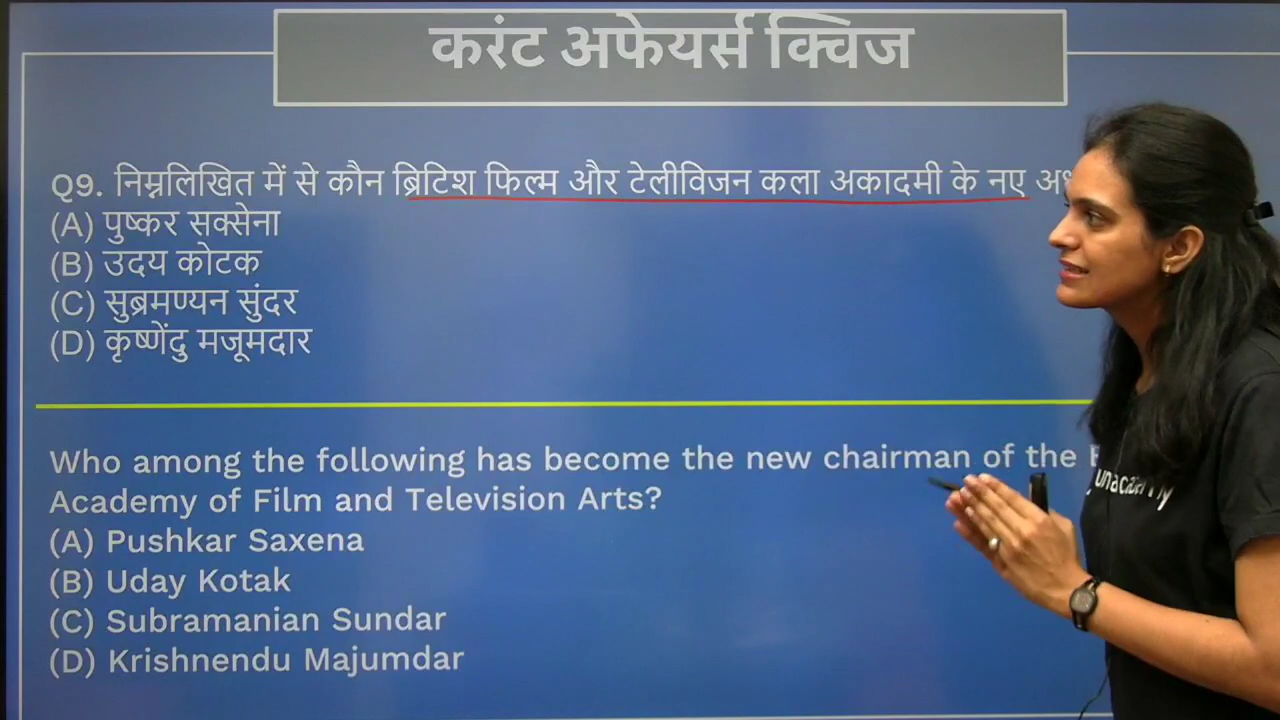 करंट अफेयर्स क्विज
Q9. निम्नलिखित में से कौन ब्रिटिश फिल्म और टेलीविजन कला अकादमी के नए
(A) पुष्कर सक्सेना
(B) उदय कोटक
(C) सुब्रमण्यन सुंदर
(D) कृष्णेंदु मजूमदार
Who among the following has become the new chairman of the
Academy of Film and Television Arts?
(A) Pushkar Saxena
(B) Uday Kotak
(C) Subramanian Sundar
(D) Krishnendu Majumdar
unacademy